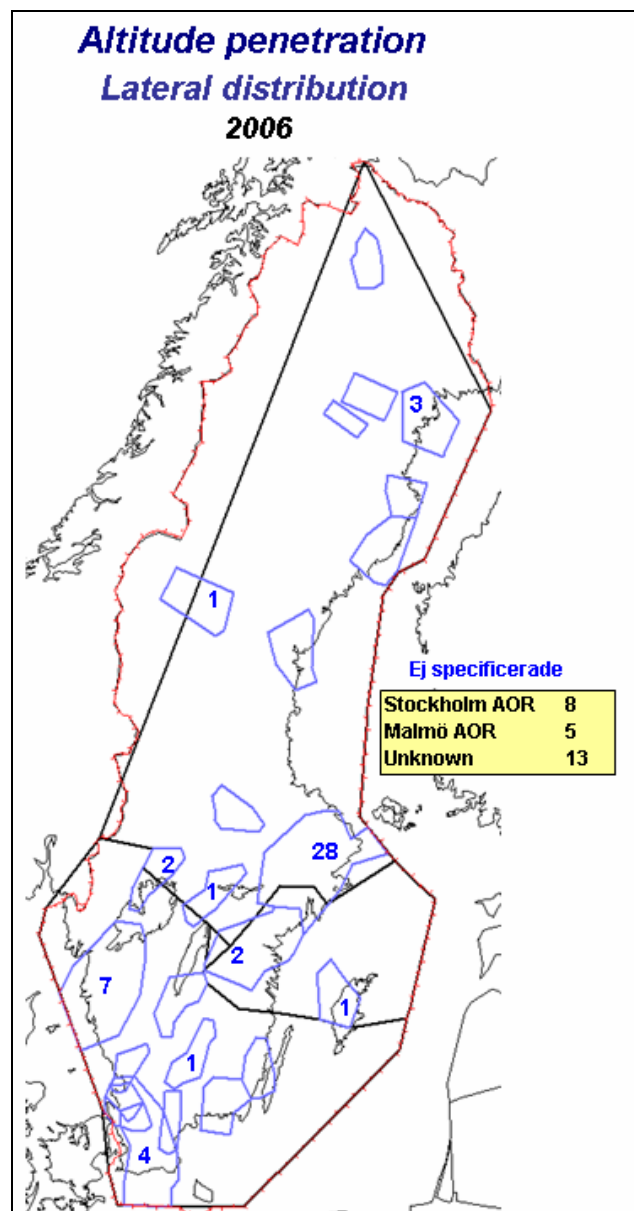 Altitude penetration
Lateral distribution
2006
3
1
Ej specificerade
Stockholm AOR 8
Malmö AOR 5
Unknown 13
28
2
1
2
7
1
1
4